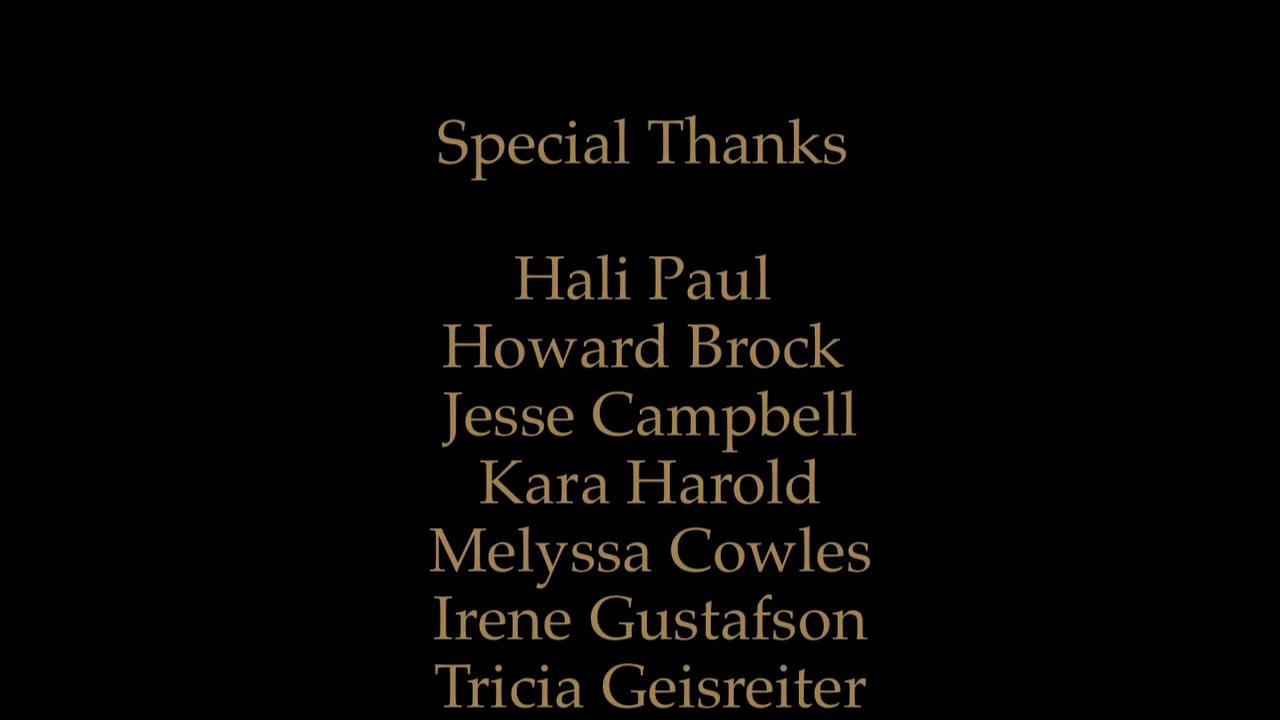 Special Thanks
Hali Paul
Howard Brock
Jesse Campbell
Kara Harold
Melyssa Cowles
Irene Gustafson
Tricia Geisreiter